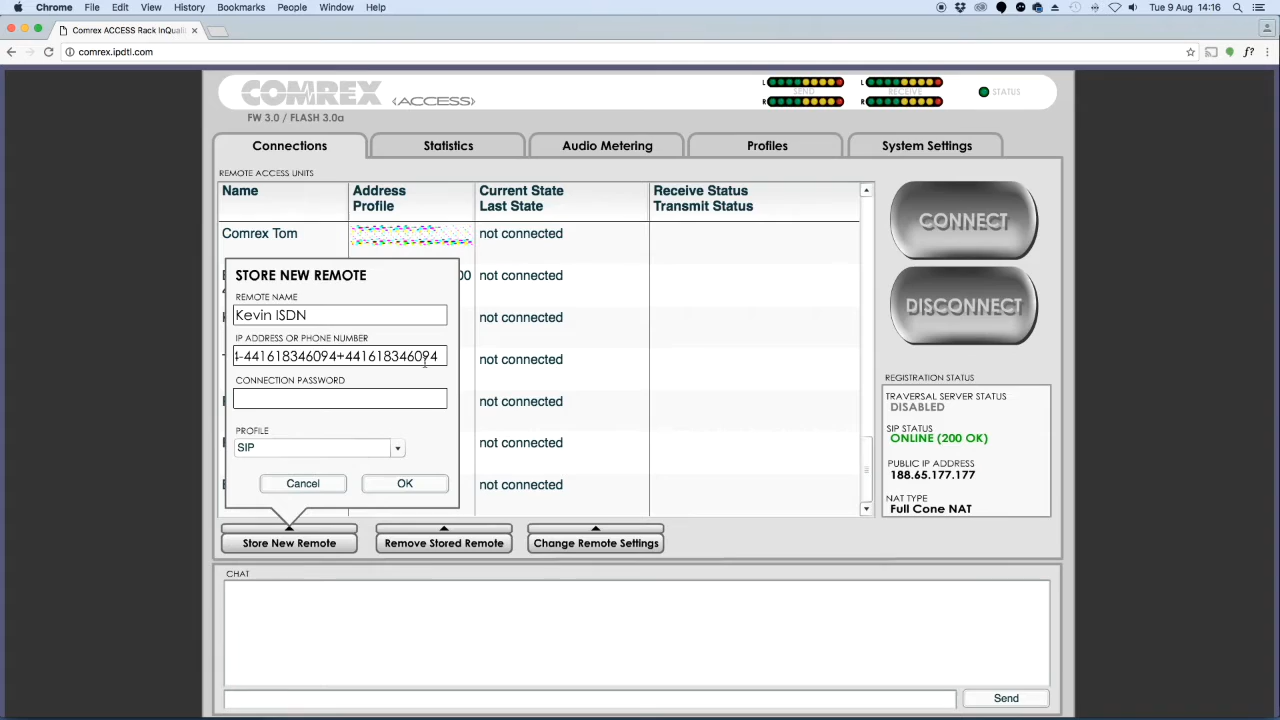 Chrome File Edit View History Bookmarks People Window Help Tue 9 Aug 14:16
Comrex ACCESS Rack InQuali
comrex.ipdtl.com
COMREX (ACCESS)
L SEND R
L RECEIVE R
STATUS
FW 3.0 / FLASH 3.0a
Connections Statistics Audio Metering Profiles System Settings
REMOTE ACCESS UNITS
Name Address Current State Receive Status
Profile Last State Transmit Status
Comrex Tom not connected
00 not connected
not connected
not connected
not connected
not connected
not connected
STORE NEW REMOTE
REMOTE NAME
Kevin ISDN
IP ADDRESS OR PHONE NUMBER
441618346094+441618346094
CONNECTION PASSWORD
PROFILE
SIP
Cancel OK
Store New Remote Remove Stored Remote Change Remote Settings
CONNECT
DISCONNECT
REGISTRATION STATUS
TRAVERSAL SERVER STATUS
DISABLED
SIP STATUS
ONLINE (200 OK)
PUBLIC IP ADDRESS
188.65.177.177
NAT TYPE
Full Cone NAT
CHAT
Send